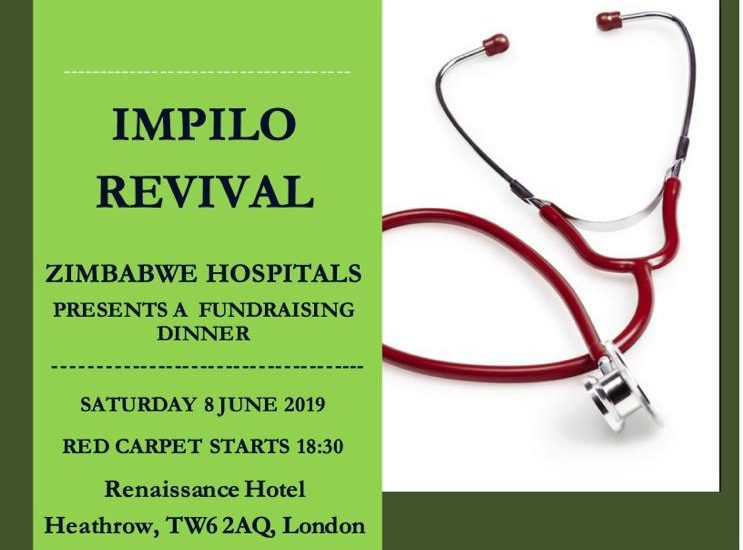 IMPILO
REVIVAL
ZIMBABWE HOSPITALS
PRESENTS A FUNDRAISING
DINNER
SATURDAY 8 JUNE 2019
RED CARPET STARTS 18:30
Renaissance Hotel
Heathrow, TW6 2AQ, London